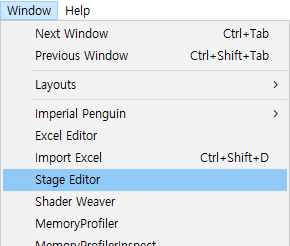 Window Help
Next Window Ctrl+Tab
Previous Window Ctrl+Shift+Tab
Layouts
Imperial Penguin
Excel Editor
Import Excel Ctrl+Shift+D
Stage Editor
Shader Weaver
MemoryProfiler
MemoryProfilerInspect